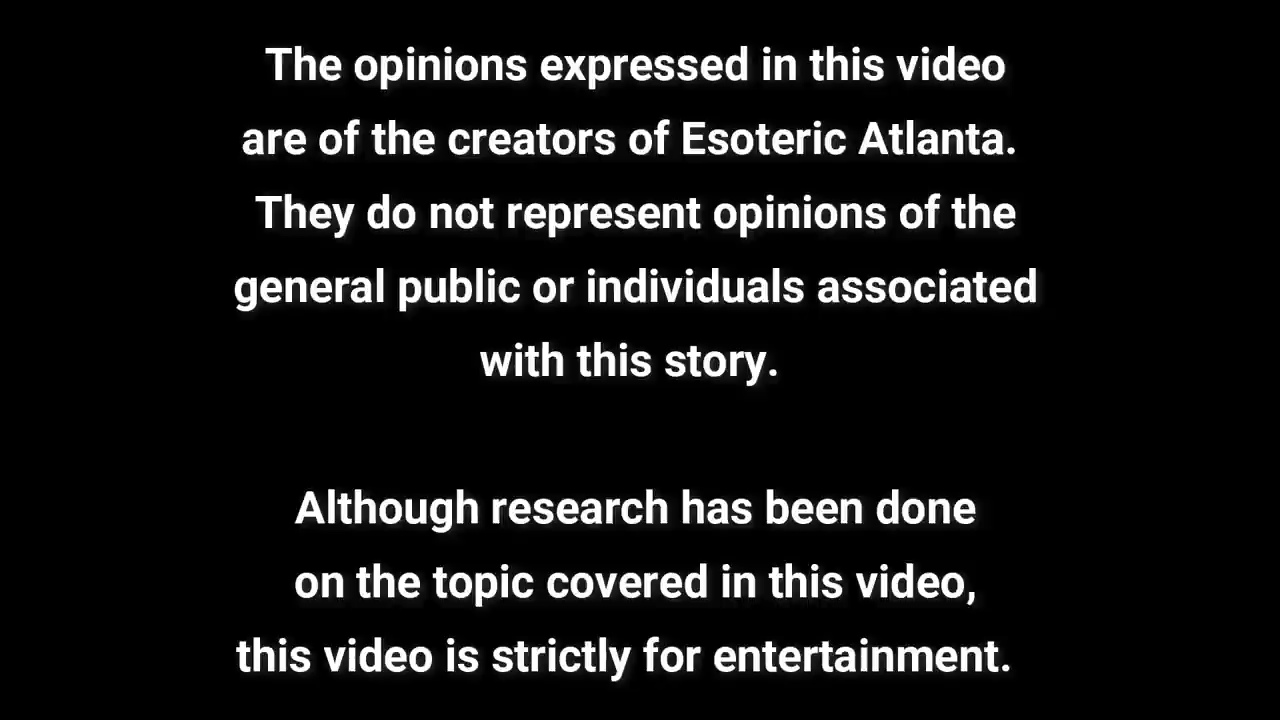 The opinions expressed in this video
are of the creators of Esoteric Atlanta.
They do not represent opinions of the
general public or individuals associated
with this story.
Although research has been done
on the topic covered in this video,
this video is strictly for entertainment.